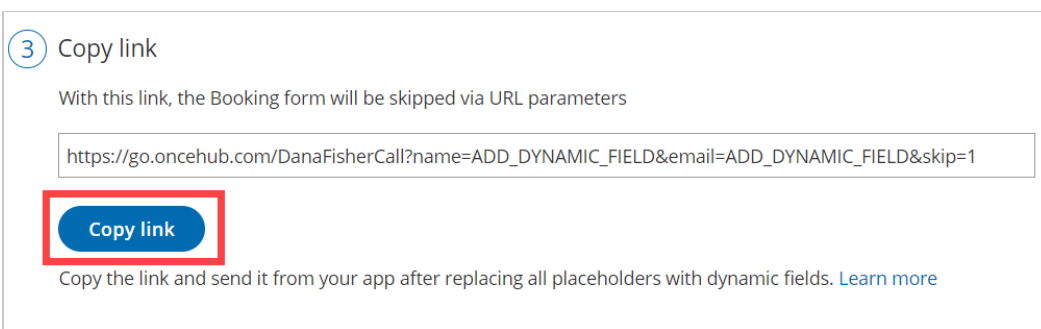 3 Copy link
With this link, the Booking form will be skipped via URL parameters
https://go.oncehub.com/DanaFisherCall?name=ADD_DYNAMIC_FIELD&email=ADD_DYNAMIC_FIELD&skip=1
Copy link
Copy the link and send it from your app after replacing all placeholders with dynamic fields. Learn more